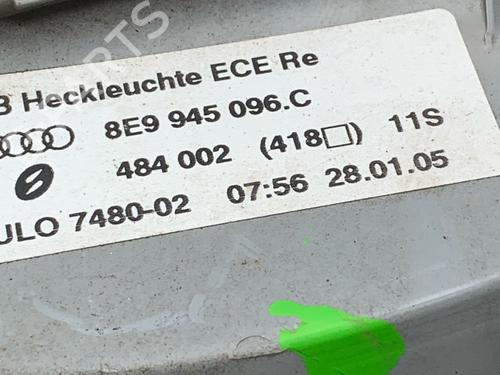 Heckleuchte ECE Re
8E9 945 096.C
484 002 (418□) 11S
ULO 7480-02 07:56 28.01.05